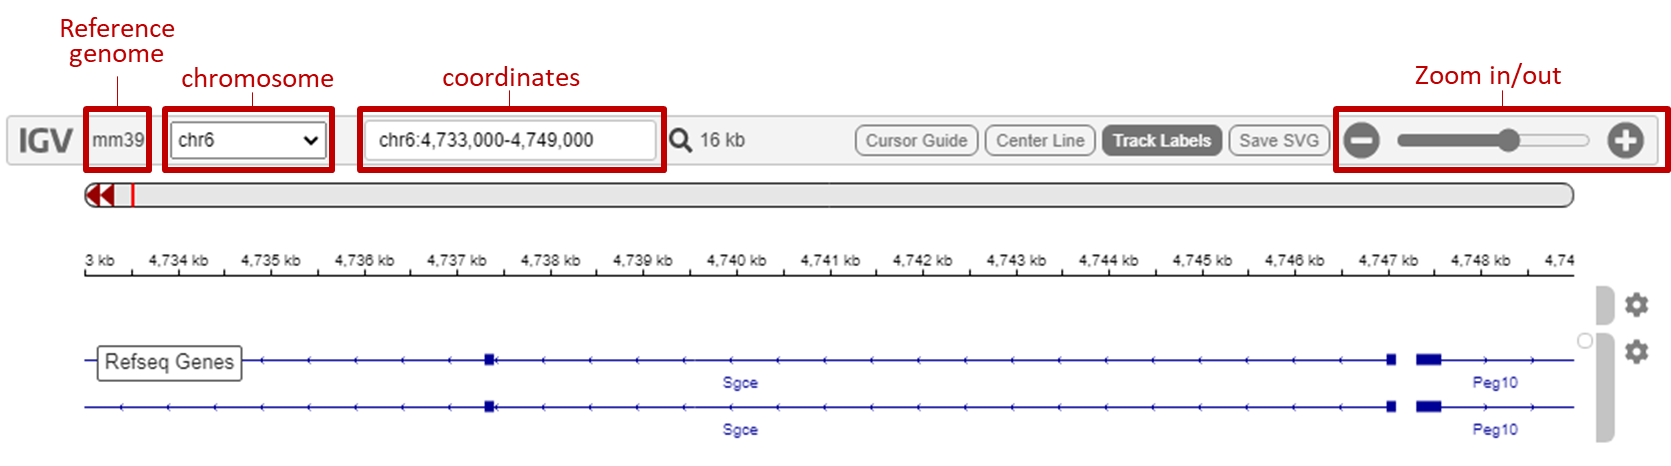 Reference
genome
chromosome
coordinates
Zoom in/out
IGV
mm39
chr6
chr6:4,733,000-4,749,000
16 kb
Cursor Guide
Center Line
Track Labels
Save SVG
3 kb 4,734 kb 4,735 kb 4,736 kb 4,737 kb 4,738 kb 4,739 kb 4,740 kb 4,741 kb 4,742 kb 4,743 kb 4,744 kb 4,745 kb 4,746 kb 4,747 kb 4,748 kb 4,74
Refseq Genes
Sgce Peg10
Sgce Peg10